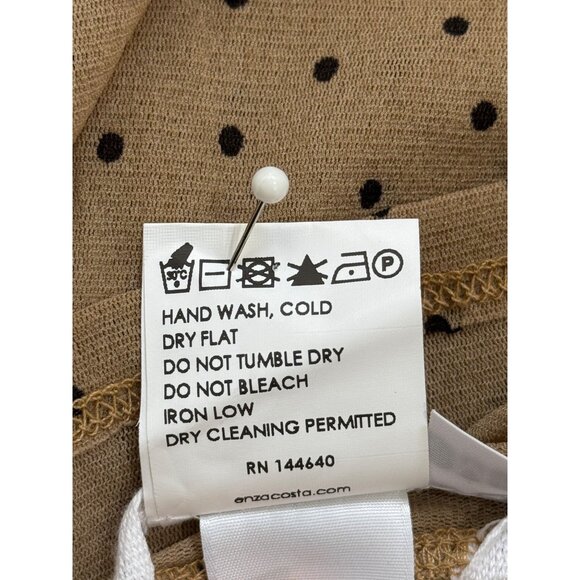 30°C P
HAND WASH, COLD
DRY FLAT
DO NOT TUMBLE DRY
DO NOT BLEACH
IRON LOW
DRY CLEANING PERMITTED
RN 144640
enzacosta.com